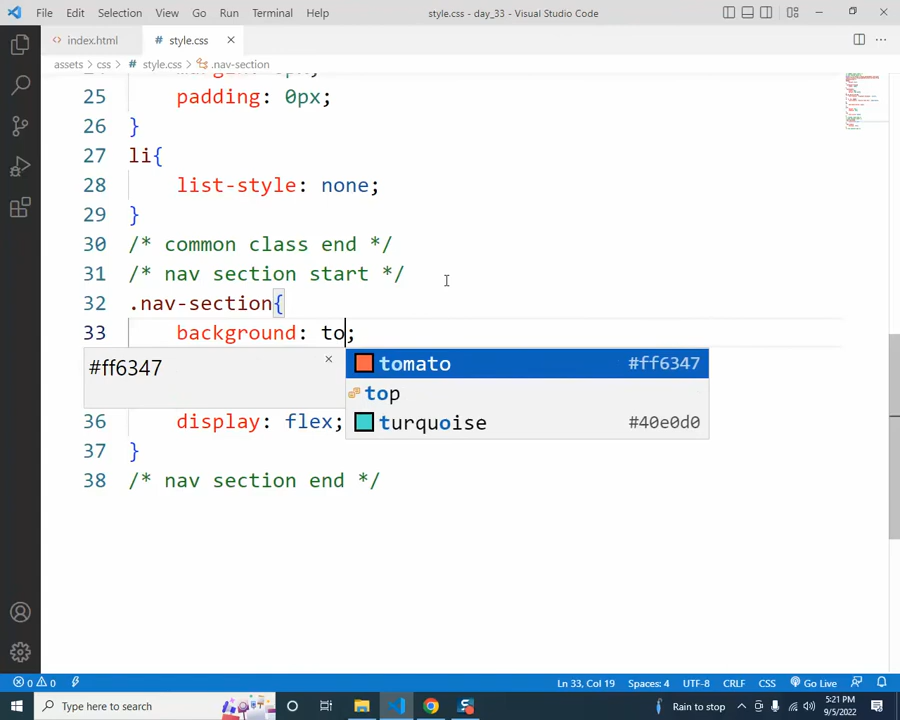 File Edit Selection View Go Run Terminal Help style.css - day_33 - Visual Studio Code
<> index.html # style.css ×
assets > css > # style.css > .nav-section
25 padding: 0px;
26 }
27 li{
28 list-style: none;
29 }
30 /* common class end */
31 /* nav section start */
32 .nav-section{
33 background: to;
#ff6347 ×
tomato #ff6347
top
turquoise #40e0d0
36 display: flex;
37 }
38 /* nav section end */
0 0 Ln 33, Col 19 Spaces: 4 UTF-8 CRLF CSS Go Live
Type here to search Rain to stop 5:21 PM
9/5/2022